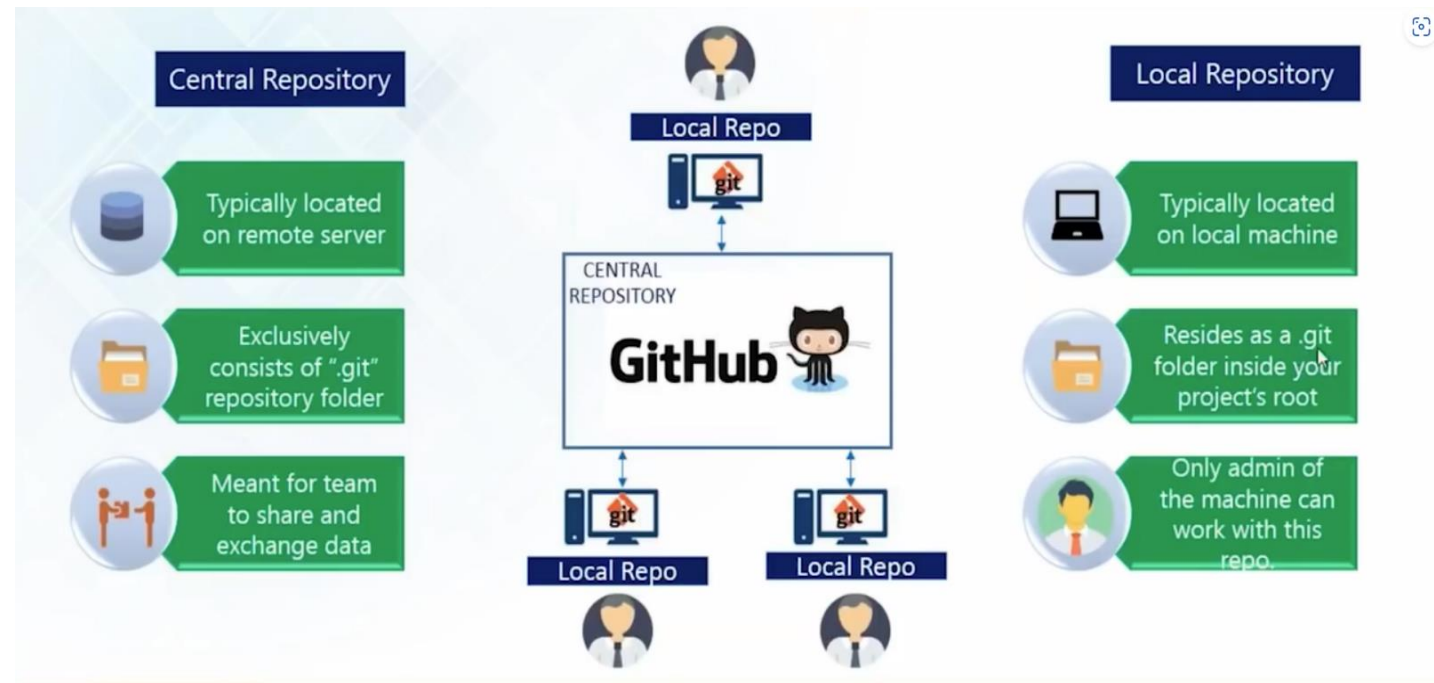 Central Repository
Typically located
on remote server
Exclusively
consists of “.git”
repository folder
Meant for team
to share and
exchange data
Local Repo
git
CENTRAL
REPOSITORY
GitHub
git
Local Repo
git
Local Repo
Local Repository
Typically located
on local machine
Resides as a .git
folder inside your
project's root
Only admin of
the machine can
work with this
repo.